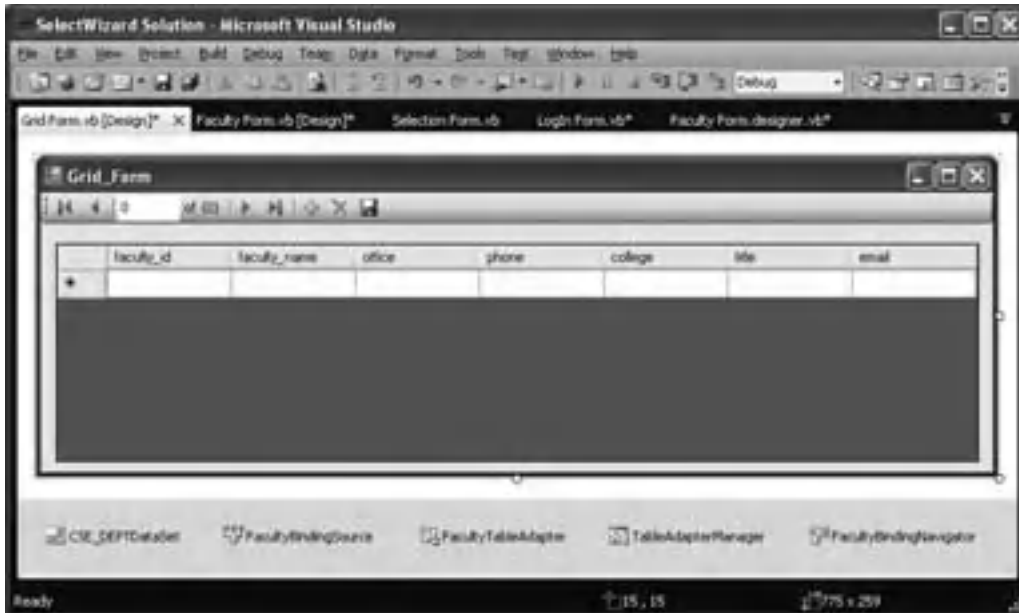 SelectWizard Solution - Microsoft Visual Studio
File Edit View Project Build Debug Team Data Format Tools Test Window Help
Debug
Grid Form.vb [Design]* X Faculty Form.vb [Design]* Selection Form.vb LogIn Form.vb* Faculty Form.designer.vb*
Grid_Form
0 of {0}
faculty_id faculty_name office phone college title email
CSE_DEPTDataSet FacultyBindingSource FacultyTableAdapter TableAdapterManager FacultyBindingNavigator
Ready 15 , 15 775 x 259